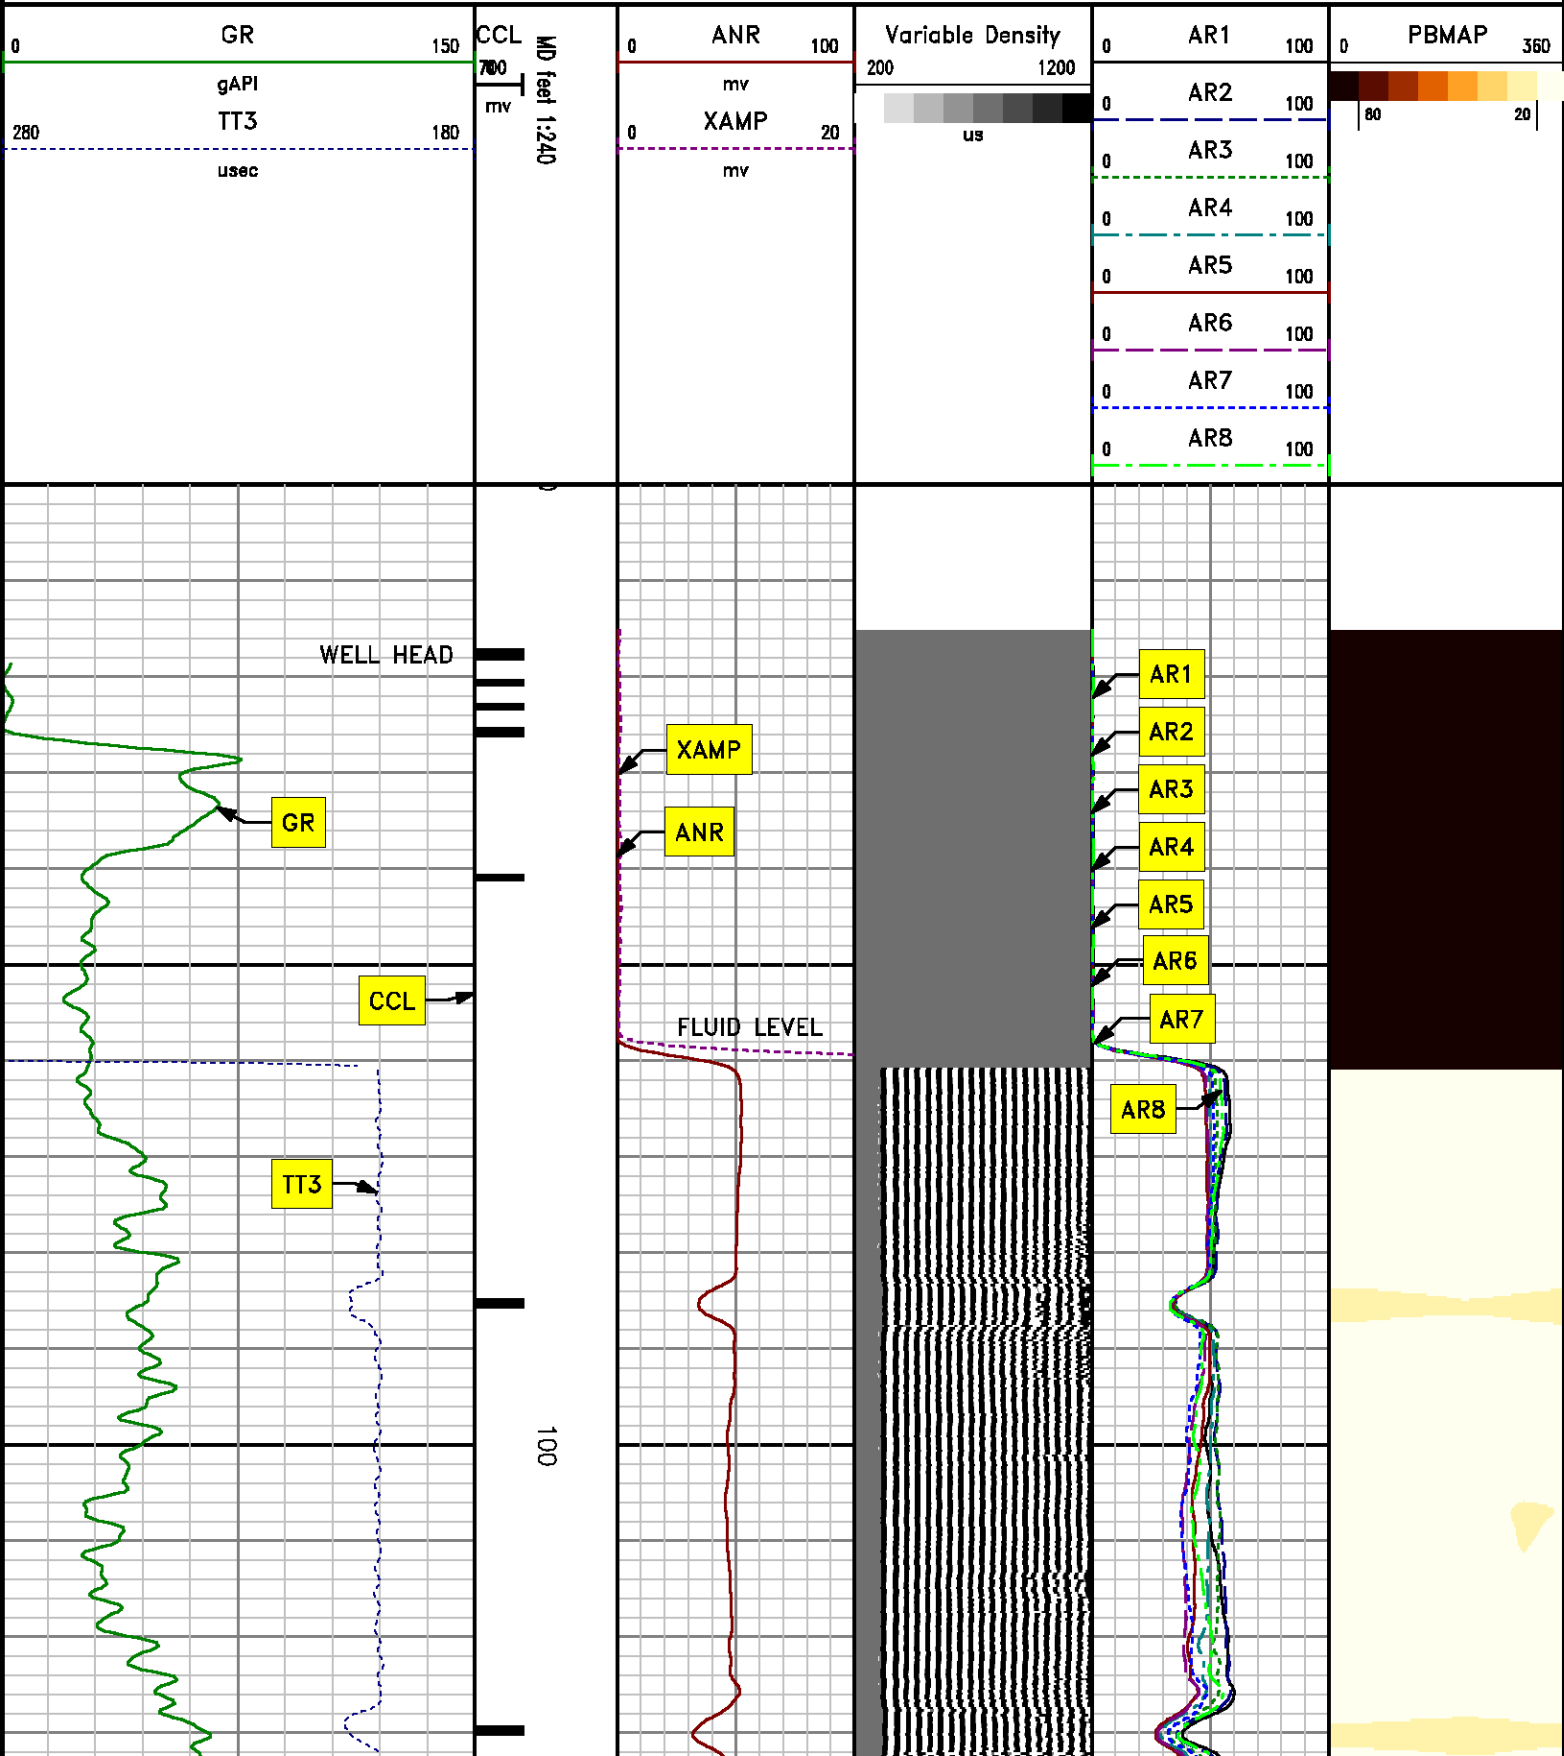 GR
0 150
gAPI
TT3
280 180
usec
CCL
mv
MD feet 1:240
ANR
0 100
mv
XAMP
0 20
mv
Variable Density
200 1200
us
AR1
0 100
AR2
0 100
AR3
0 100
AR4
0 100
AR5
0 100
AR6
0 100
AR7
0 100
AR8
0 100
PBMAP
0 360
80 20
WELL HEAD
GR
CCL
TT3
100
XAMP
ANR
FLUID LEVEL
AR1
AR2
AR3
AR4
AR5
AR6
AR7
AR8